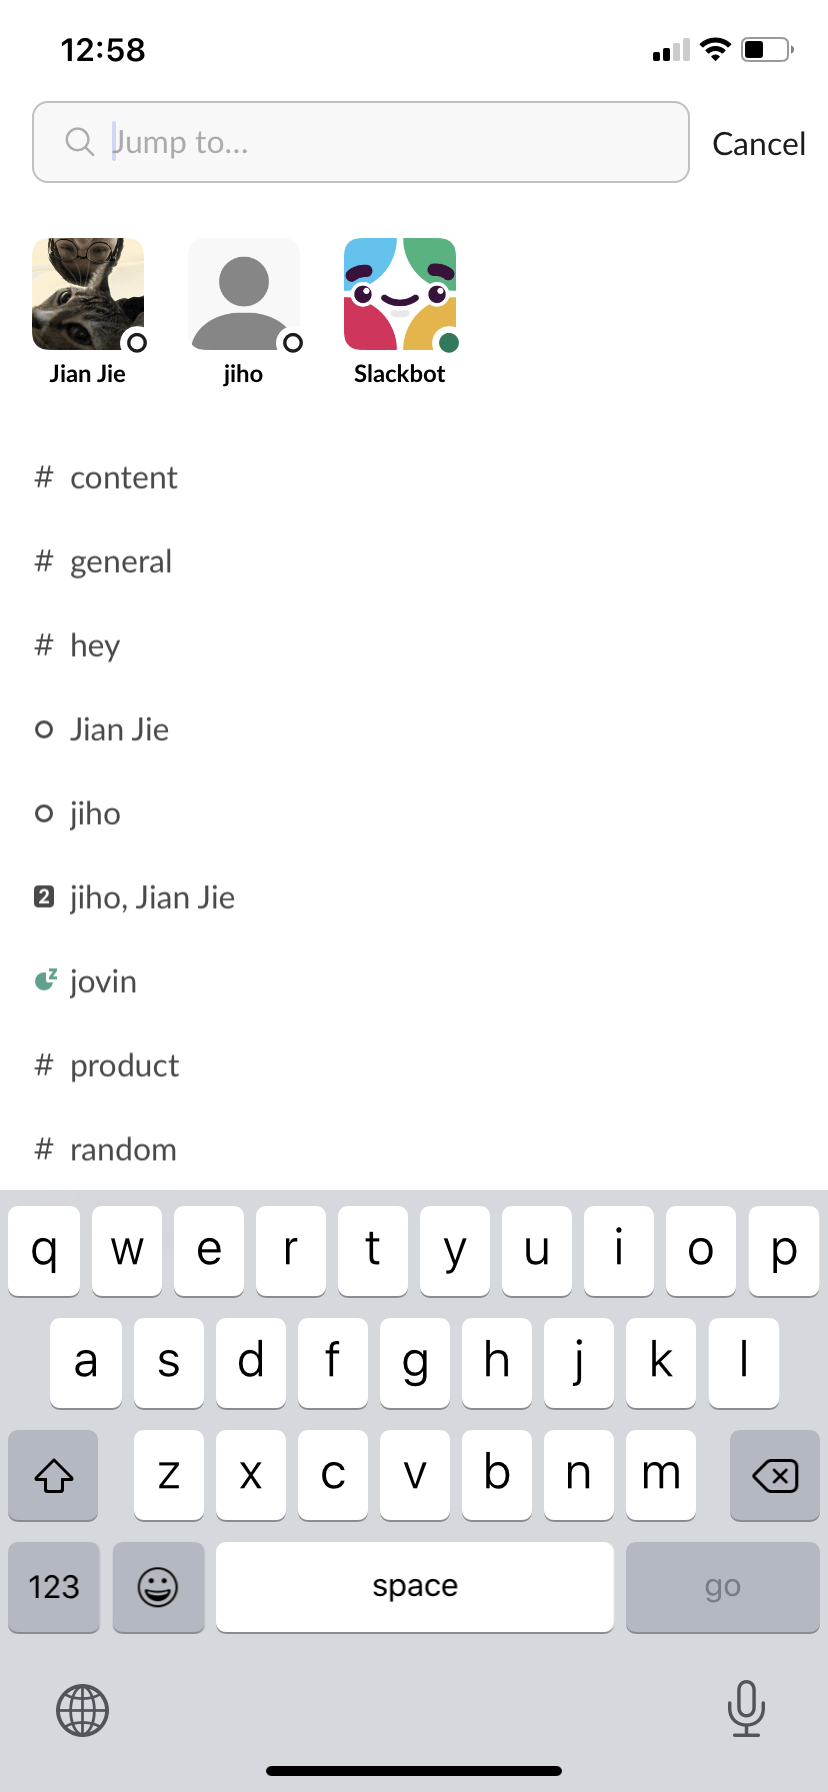 12:58
Jump to...
Cancel
Jian Jie
jiho
Slackbot
# content
# general
# hey
Jian Jie
jiho
2 jiho, Jian Jie
z jovin
# product
# random
q w e r t y u i o p
a s d f g h j k l
z x c v b n m
123 space go